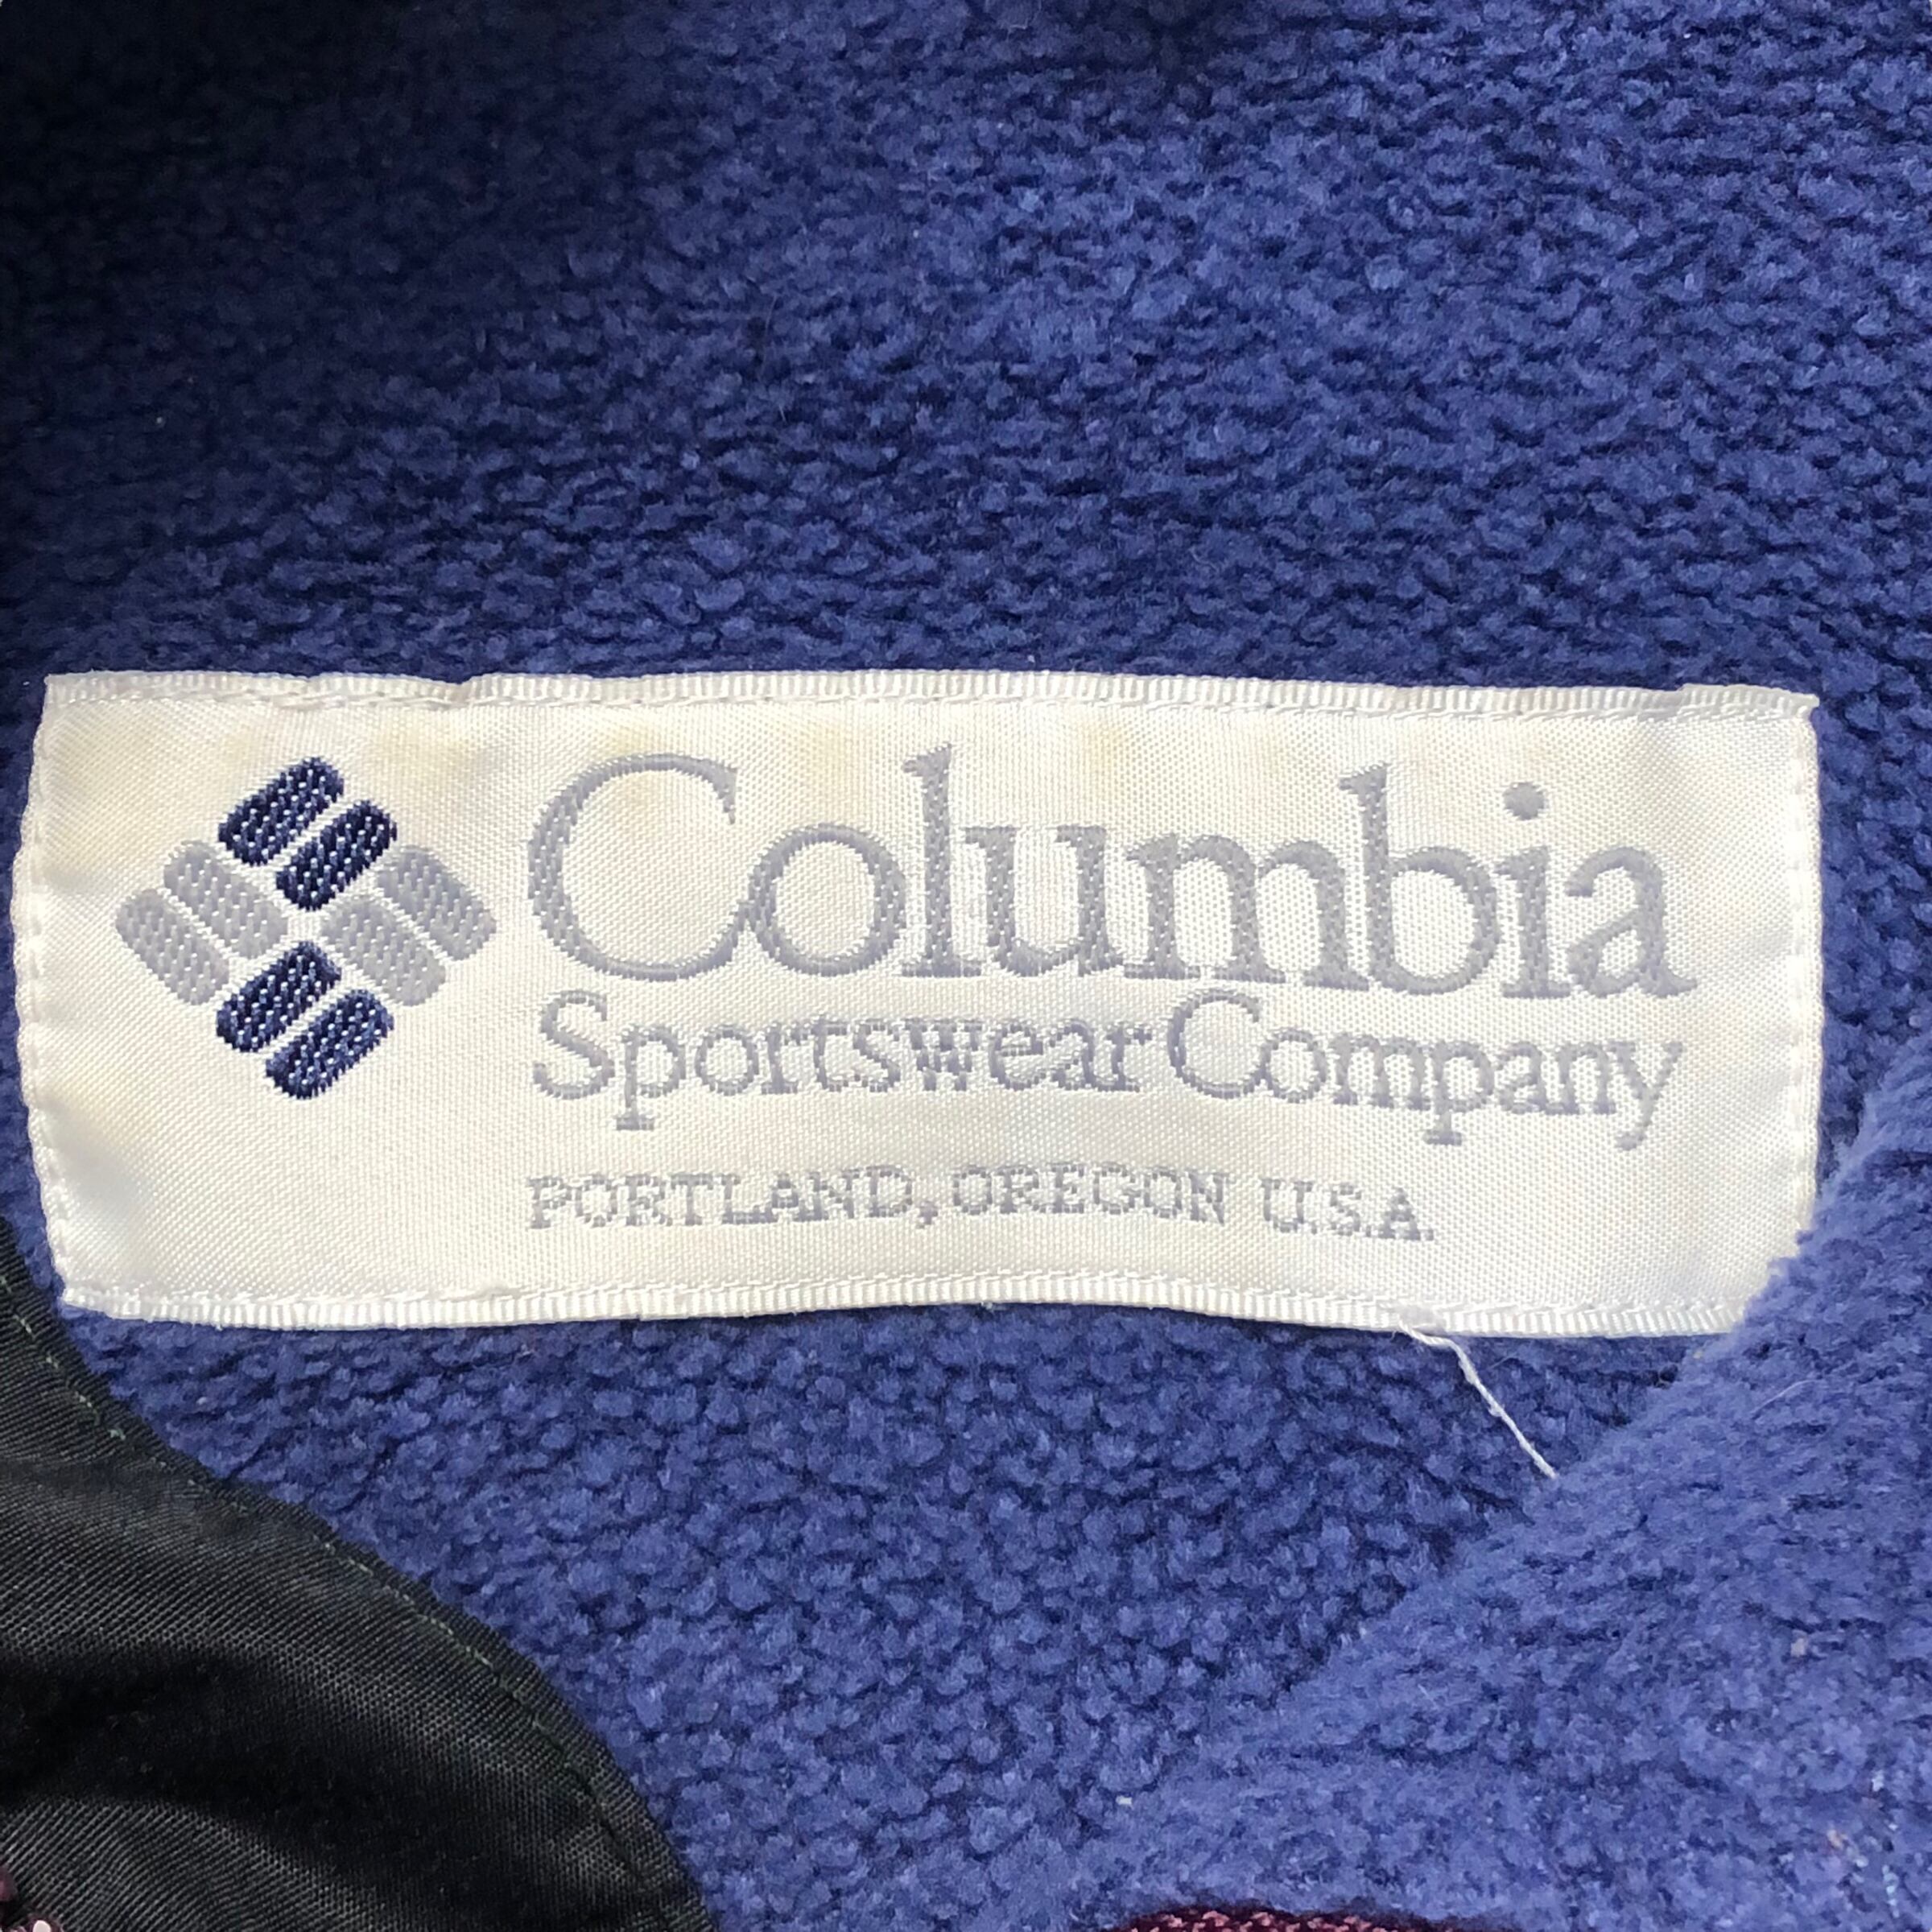 Columbia
Sportswear Company
PORTLAND, OREGON U.S.A.